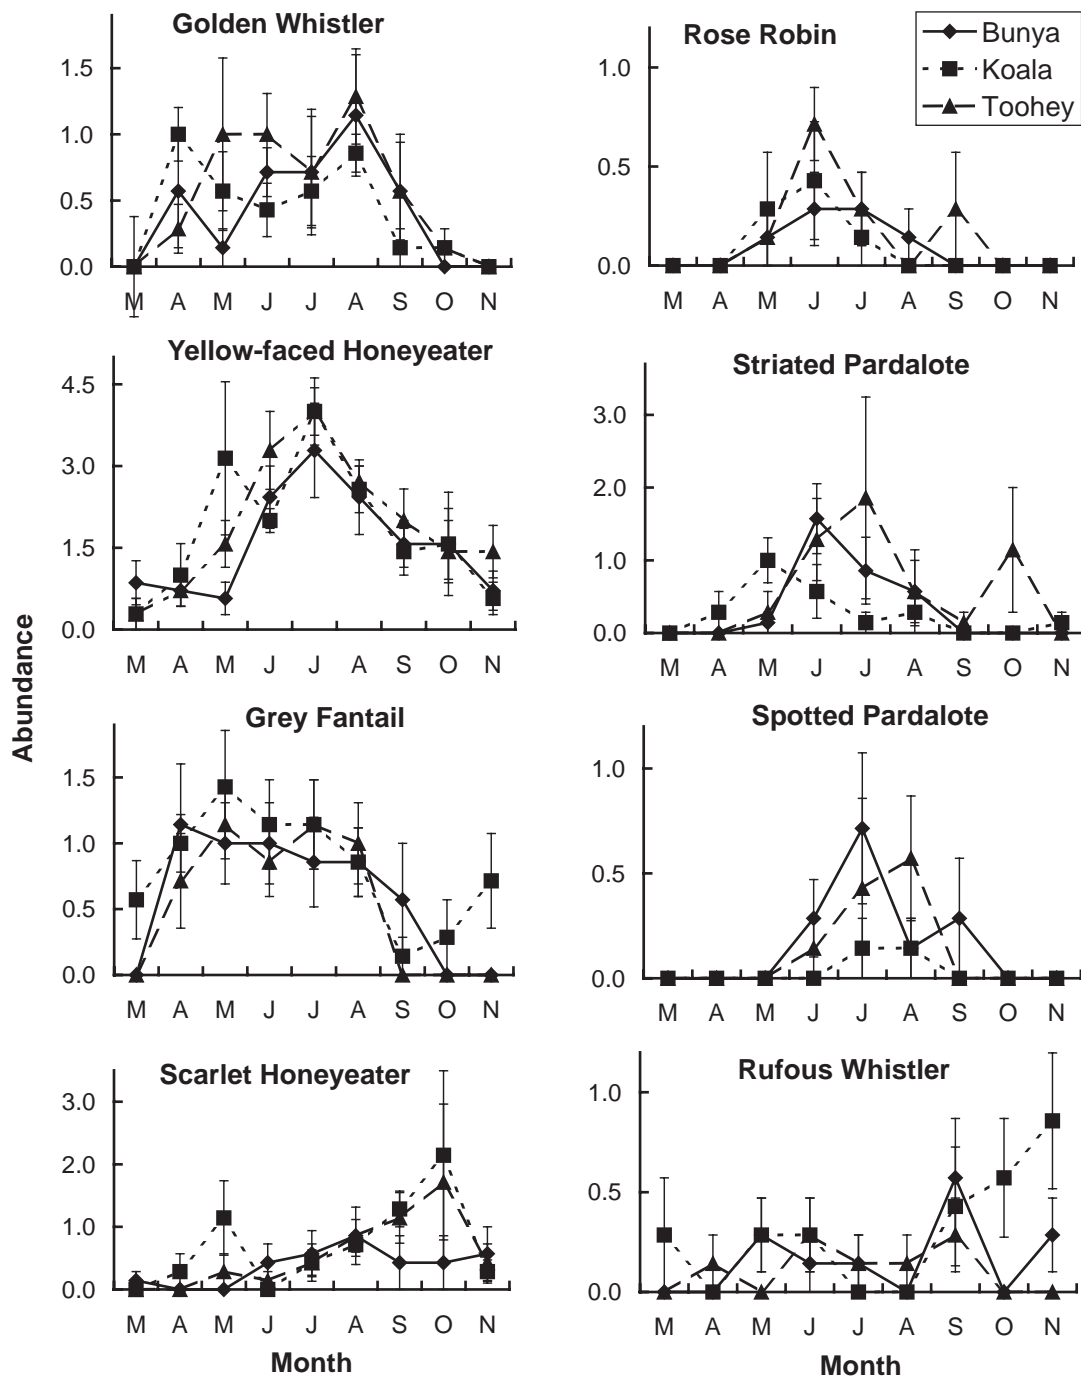 Golden Whistler
1.5
1.0
0.5
0.0
M A M J J A S O N
Rose Robin
1.0
0.5
0.0
M A M J J A S O N
Bunya
Koala
Toohey
Yellow-faced Honeyeater
4.5
3.0
1.5
0.0
M A M J J A S O N
Striated Pardalote
3.0
2.0
1.0
0.0
M A M J J A S O N
Abundance
Grey Fantail
1.5
1.0
0.5
0.0
M A M J J A S O N
Spotted Pardalote
1.0
0.5
0.0
M A M J J A S O N
Scarlet Honeyeater
3.0
2.0
1.0
0.0
M A M J J A S O N
Month
Rufous Whistler
1.0
0.5
0.0
M A M J J A S O N
Month